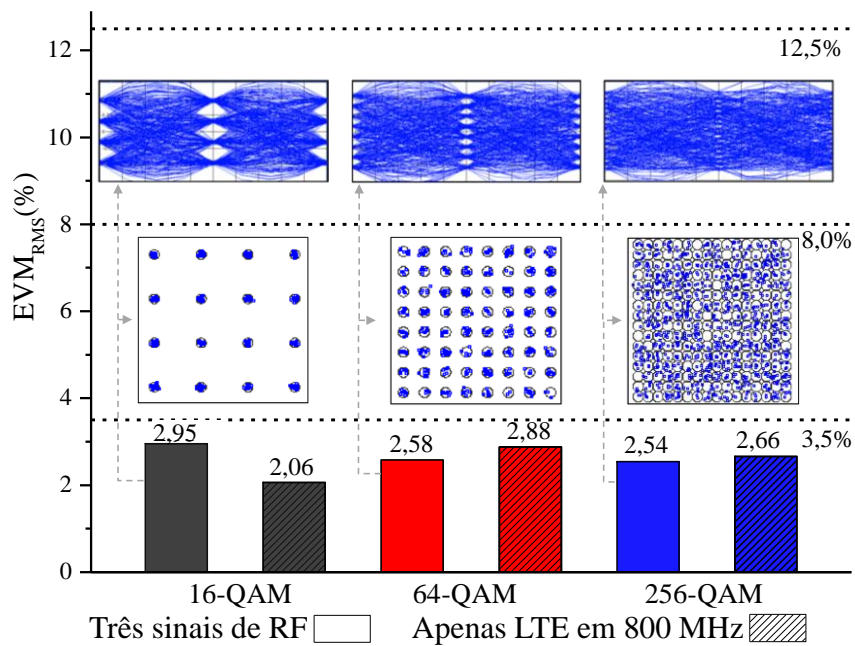 12,5%
12
10
8
8,0%
6
4
3,5%
2
0
EVM_RMS(%)
2,95
2,06
2,58
2,88
2,54
2,66
16-QAM
64-QAM
256-QAM
Três sinais de RF
Apenas LTE em 800 MHz